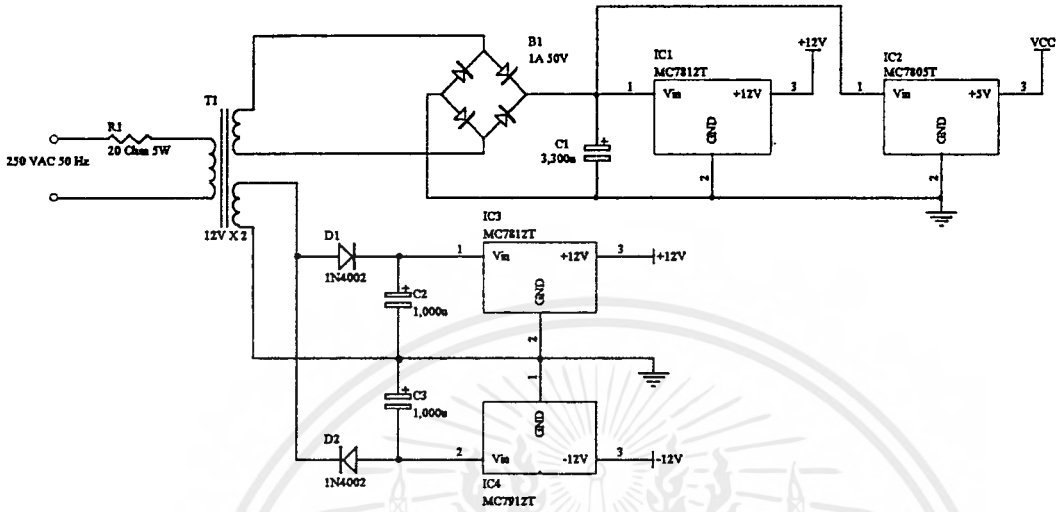 B1
1A 50V
IC1
MC7812T
+12V
IC2
MC7805T
VCC
1
Vin
+12V
3
GND
2
1
Vin
+5V
3
GND
2
T1
R1
20 Ohm 5W
250 VAC 50 Hz
C1
3,300u
12V X 2
D1
1N4002
C2
1,000u
IC3
MC7812T
1
Vin
+12V
3
+12V
GND
2
C3
1,000u
D2
1N4002
1
GND
2
Vin
-12V
3
-12V
IC4
MC7912T